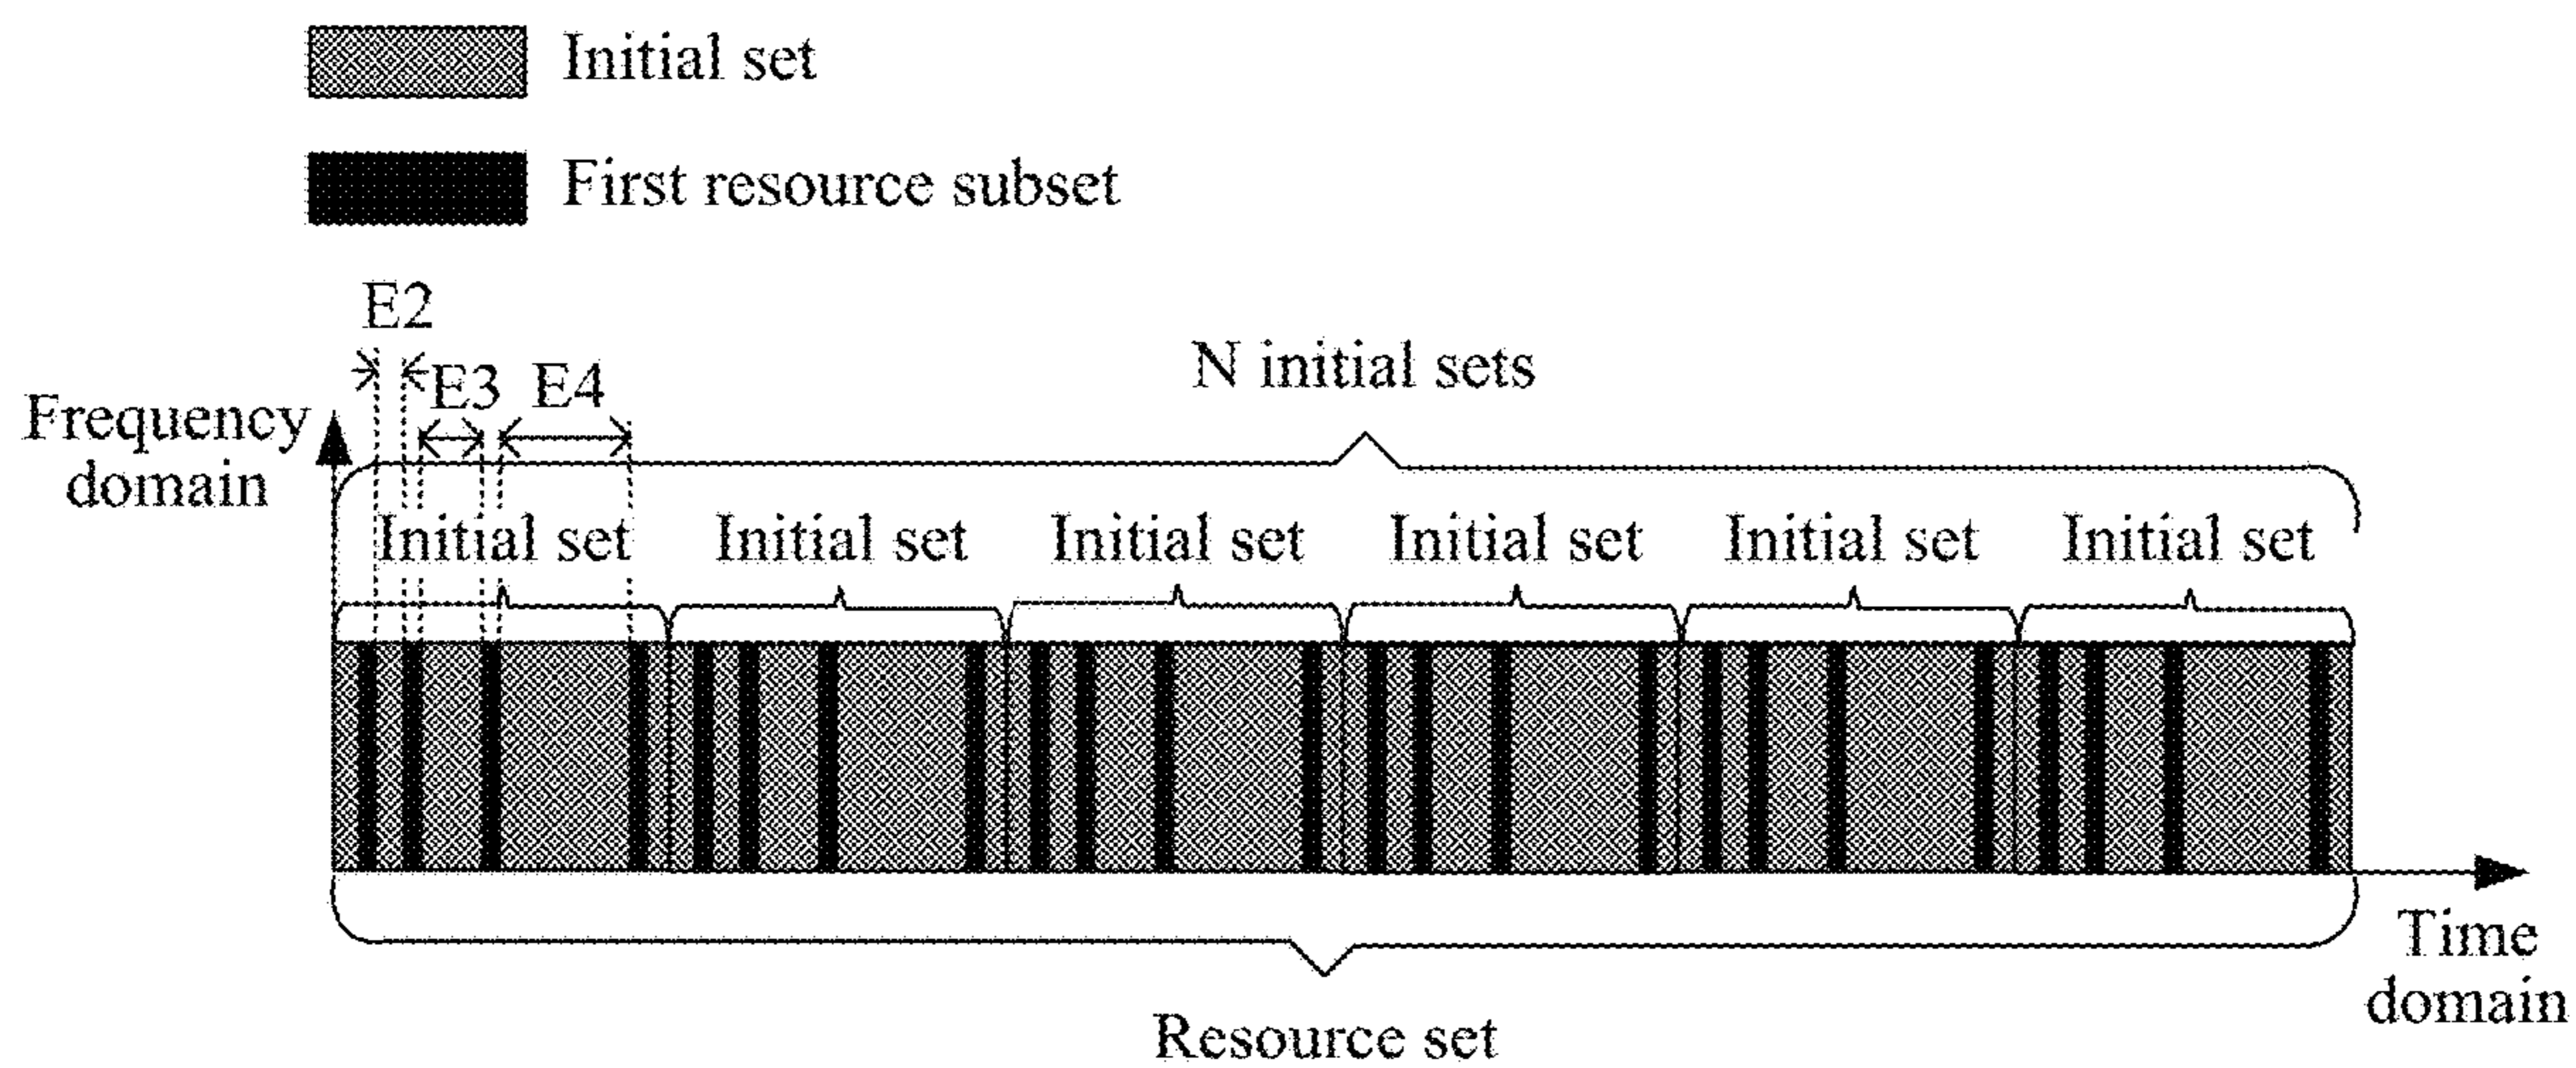 Initial set
First resource subset
E2
E3
E4
N initial sets
Frequency
domain
Initial set
Initial set
Initial set
Initial set
Initial set
Initial set
Time
domain
Resource set